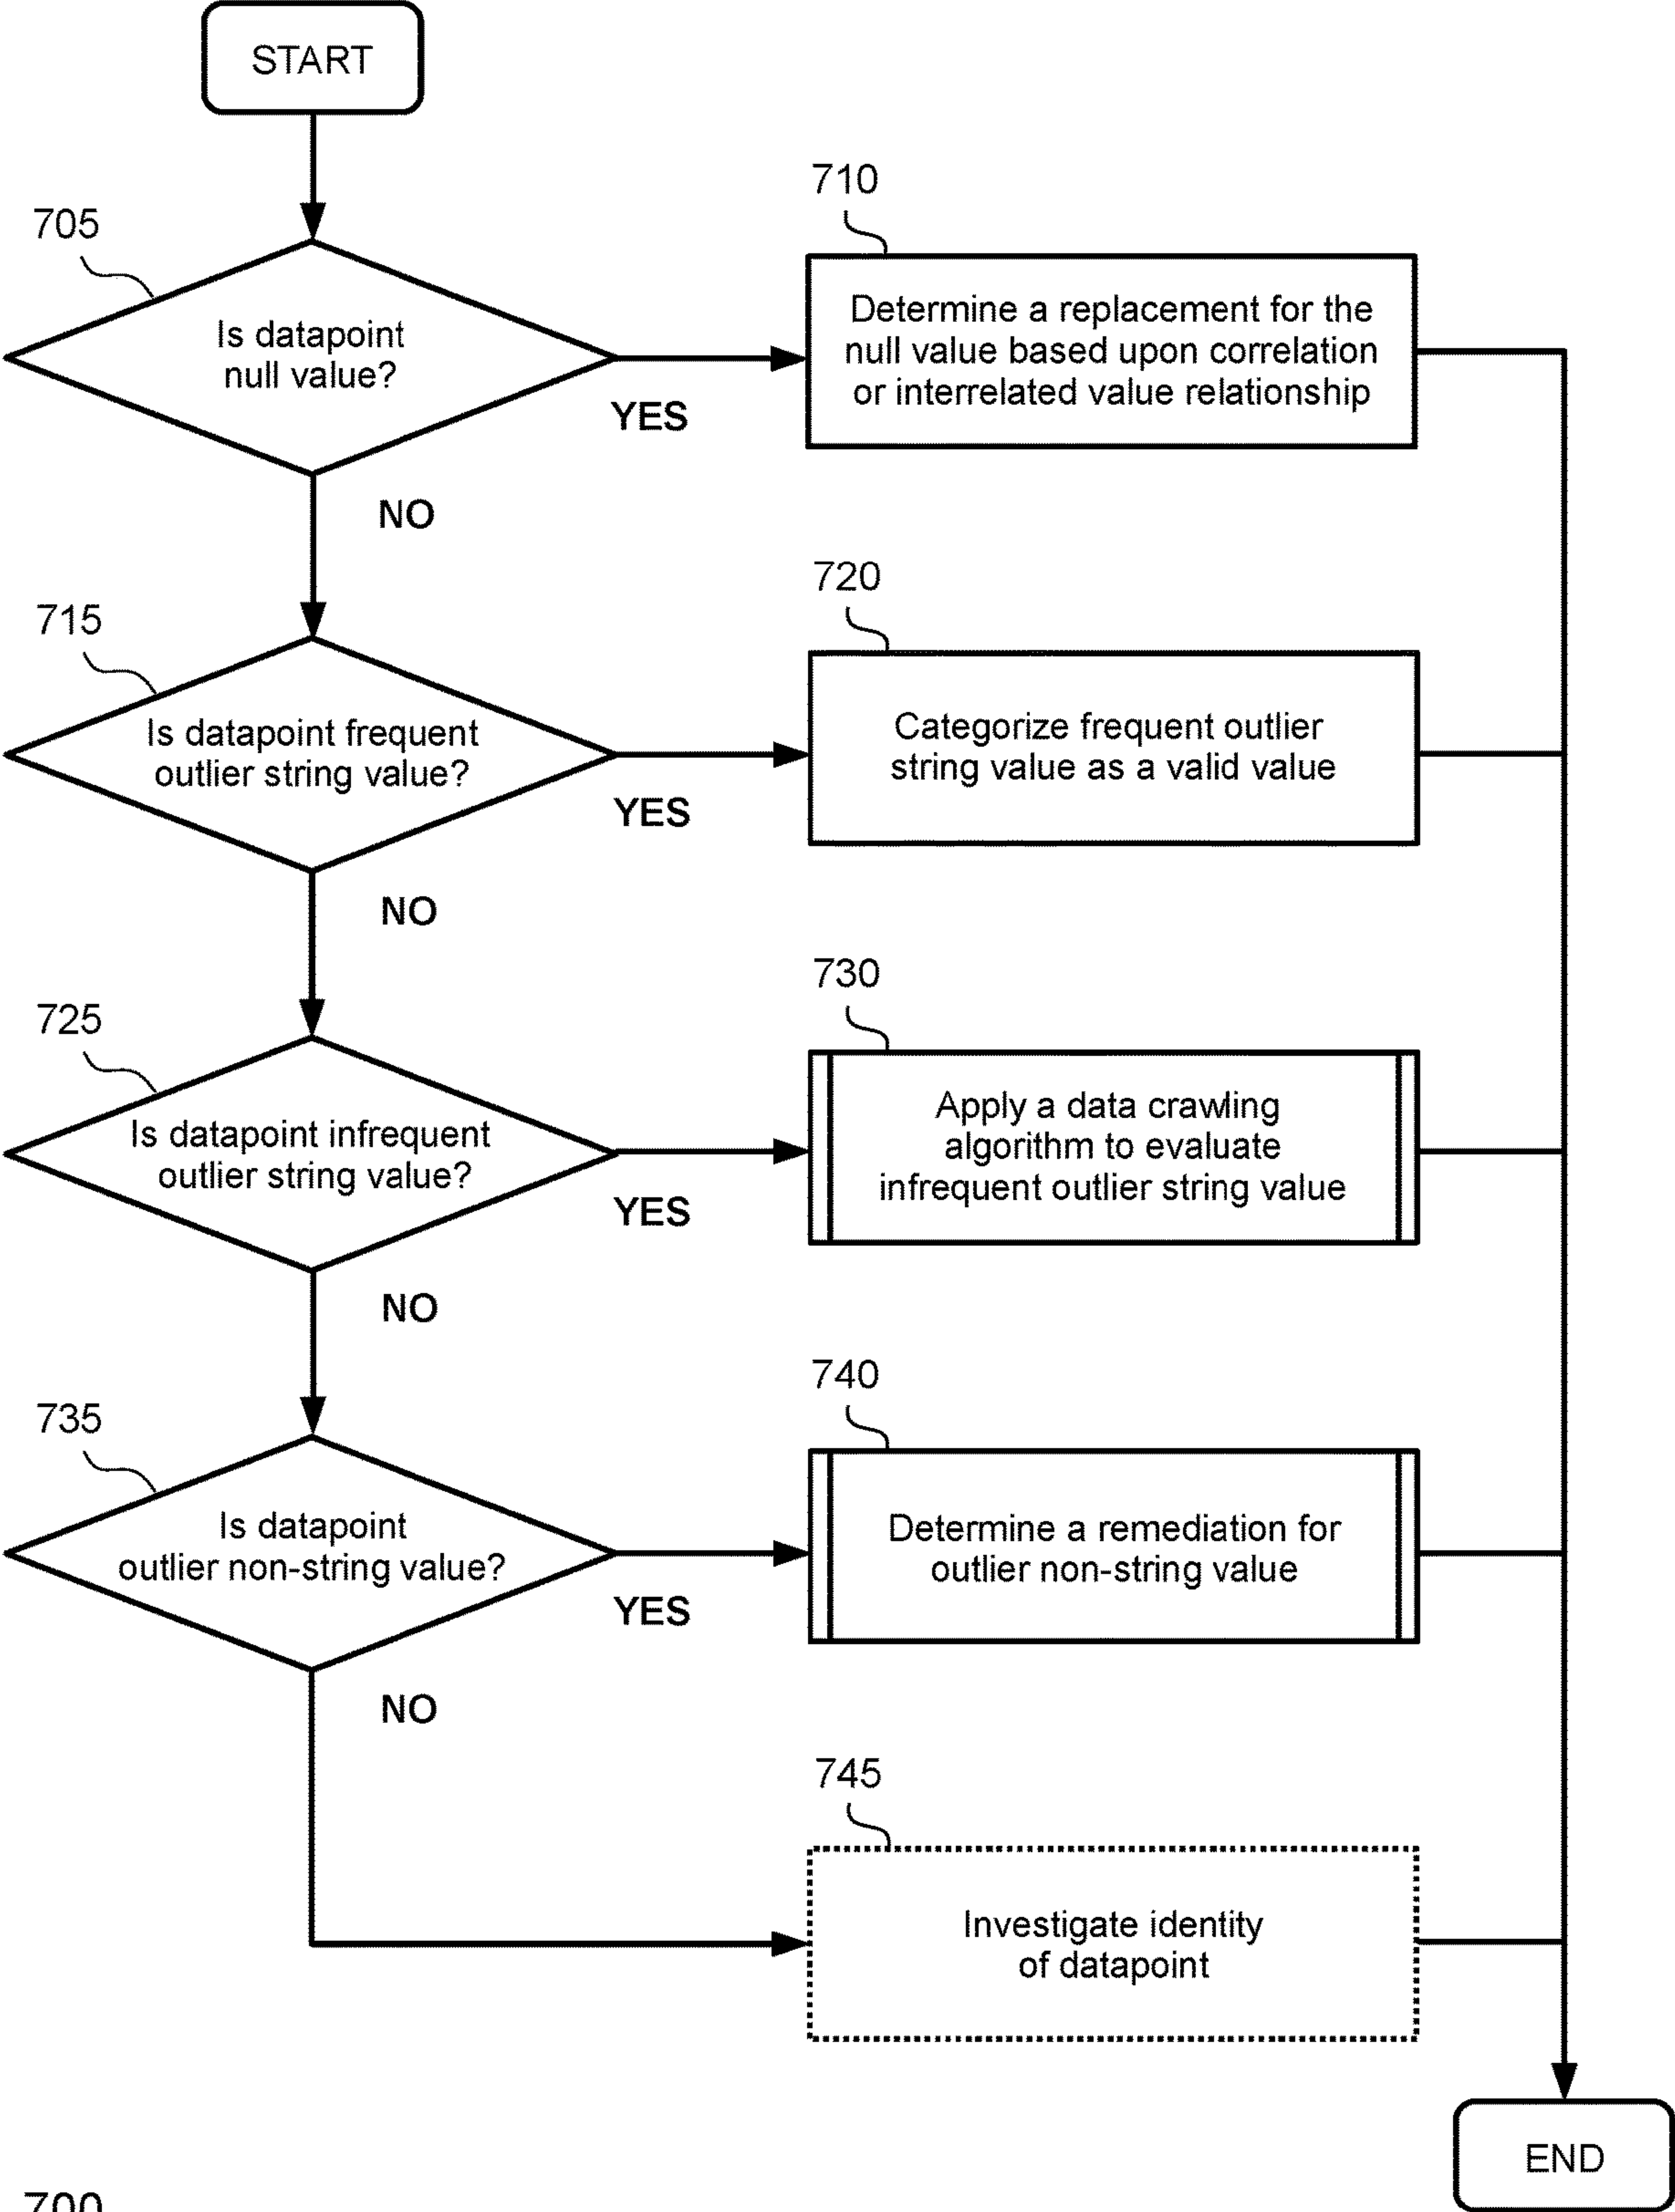 START
705
Is datapoint
null value?
YES
NO
710
Determine a replacement for the
null value based upon correlation
or interrelated value relationship
715
Is datapoint frequent
outlier string value?
YES
NO
720
Categorize frequent outlier
string value as a valid value
725
Is datapoint infrequent
outlier string value?
YES
NO
730
Apply a data crawling
algorithm to evaluate
infrequent outlier string value
735
Is datapoint
outlier non-string value?
YES
NO
740
Determine a remediation for
outlier non-string value
745
Investigate identity
of datapoint
END
700